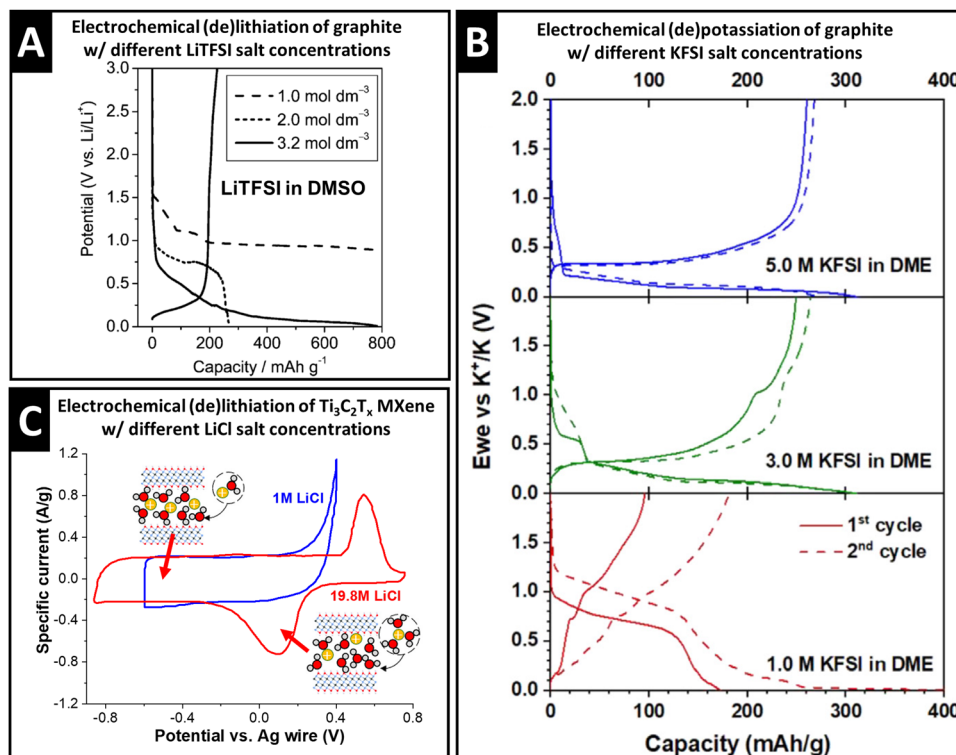 A
Electrochemical (de)lithiation of graphite
w/ different LiTFSI salt concentrations
3.0
2.5
2.0
1.5
1.0
0.5
0.0
Potential (V vs. Li/Li⁺)
1.0 mol dm⁻³
2.0 mol dm⁻³
3.2 mol dm⁻³
LiTFSI in DMSO
0 200 400 600 800
Capacity / mAh g⁻¹
B
Electrochemical (de)potassiation of graphite
w/ different KFSI salt concentrations
0 100 200 300 400
2.0
1.5
1.0
0.5
0.0
5.0 M KFSI in DME
1.5
1.0
0.5
0.0
3.0 M KFSI in DME
1.5
1.0
0.5
0.0
1st cycle
2nd cycle
1.0 M KFSI in DME
Ewe vs K⁺/K (V)
0 100 200 300 400
Capacity (mAh/g)
C
Electrochemical (de)lithiation of Ti₃C₂Tₓ MXene
w/ different LiCl salt concentrations
1.2
0.8
0.4
0.0
-0.4
-0.8
-1.2
Specific current (A/g)
1M LiCl
19.8M LiCl
-0.8 -0.4 0.0 0.4 0.8
Potential vs. Ag wire (V)